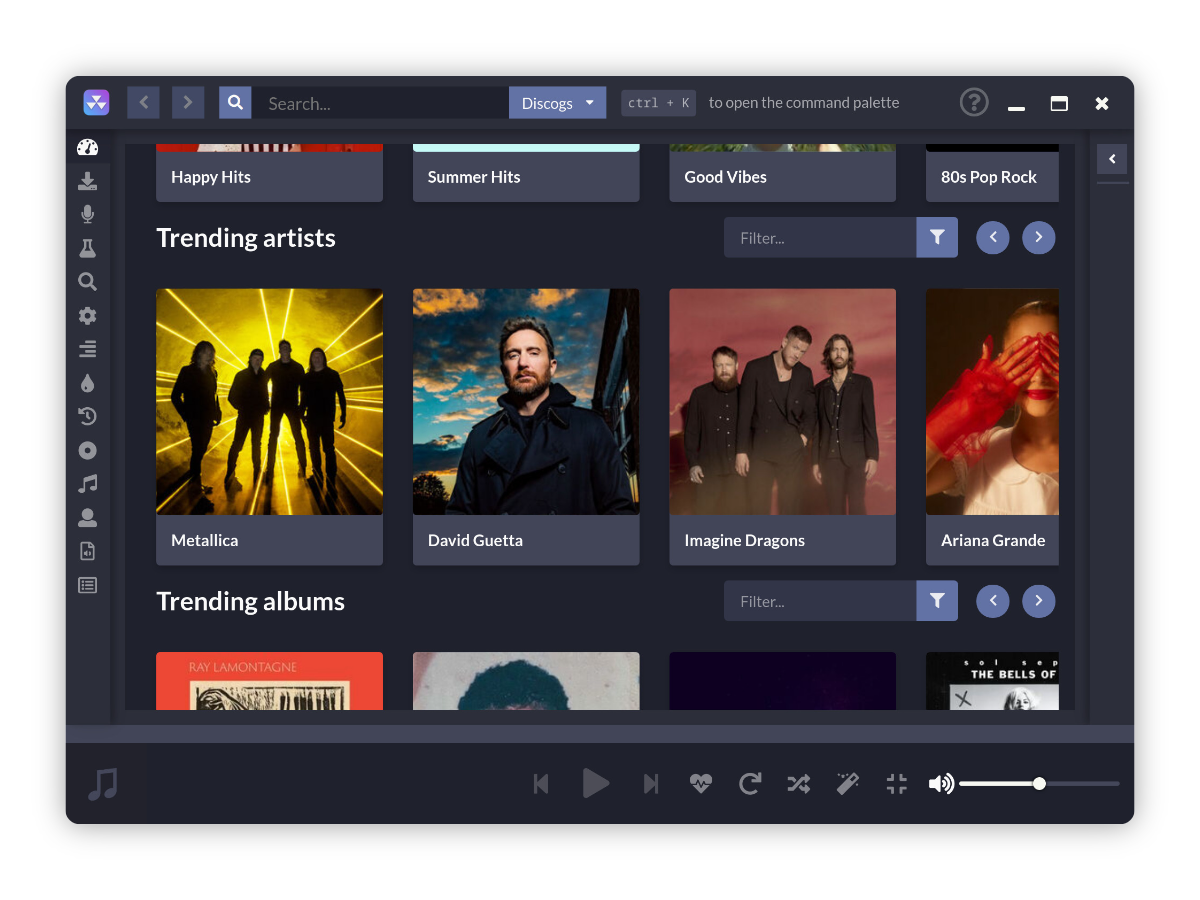 Search...
Discogs
ctrl + K
to open the command palette
?
Happy Hits
Summer Hits
Good Vibes
80s Pop Rock
Trending artists
Filter...
Metallica
David Guetta
Imagine Dragons
Ariana Grande
Trending albums
Filter...
RAY LAMONTAGNE
sol sep
THE BELLS OF